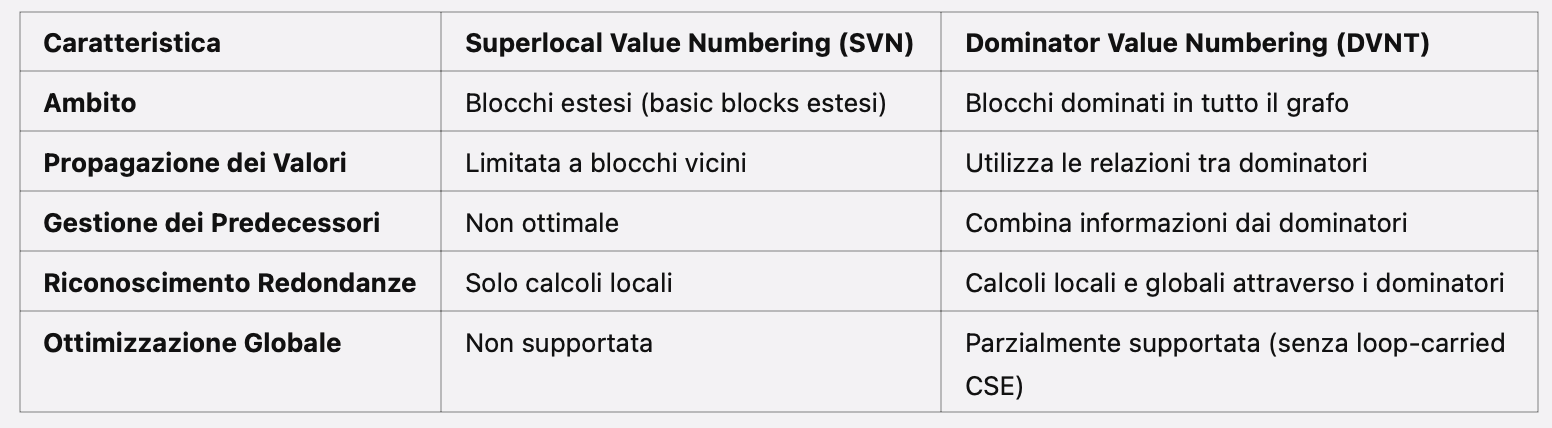 Caratteristica Superlocal Value Numbering (SVN) Dominator Value Numbering (DVNT)
Ambito Blocchi estesi (basic blocks estesi) Blocchi dominati in tutto il grafo
Propagazione dei Valori Limitata a blocchi vicini Utilizza le relazioni tra dominatori
Gestione dei Predecessori Non ottimale Combina informazioni dai dominatori
Riconoscimento Redondanze Solo calcoli locali Calcoli locali e globali attraverso i dominatori
Ottimizzazione Globale Non supportata Parzialmente supportata (senza loop-carried
CSE)